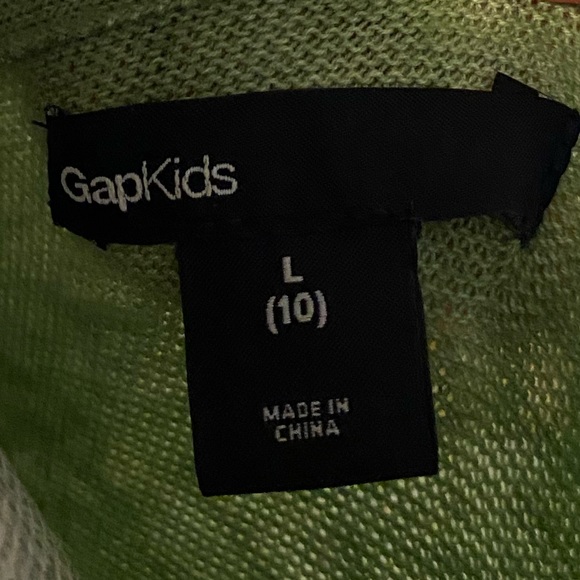 GapKids
L
(10)
MADE IN
CHINA